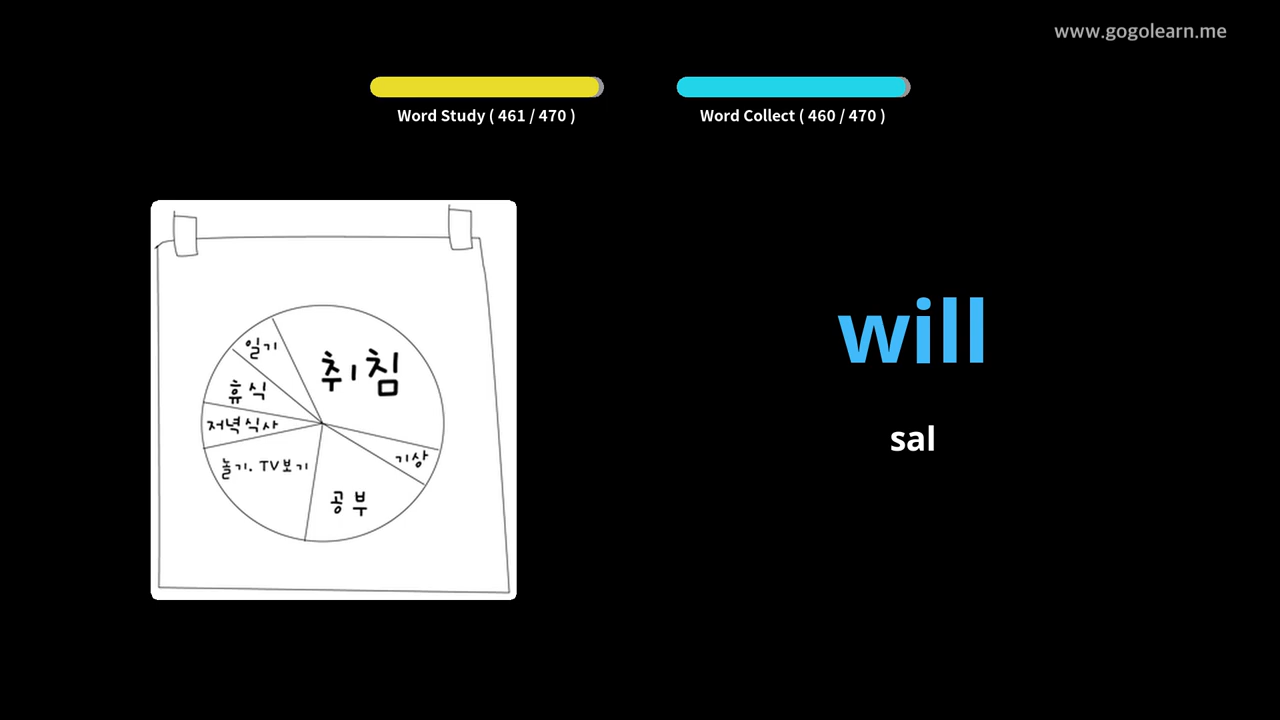 www.gogolearn.me
Word Study ( 461 / 470 )
Word Collect ( 460 / 470 )
일기
취침
휴식
저녁식사
놀기. TV보기
기상
공부
will
sal